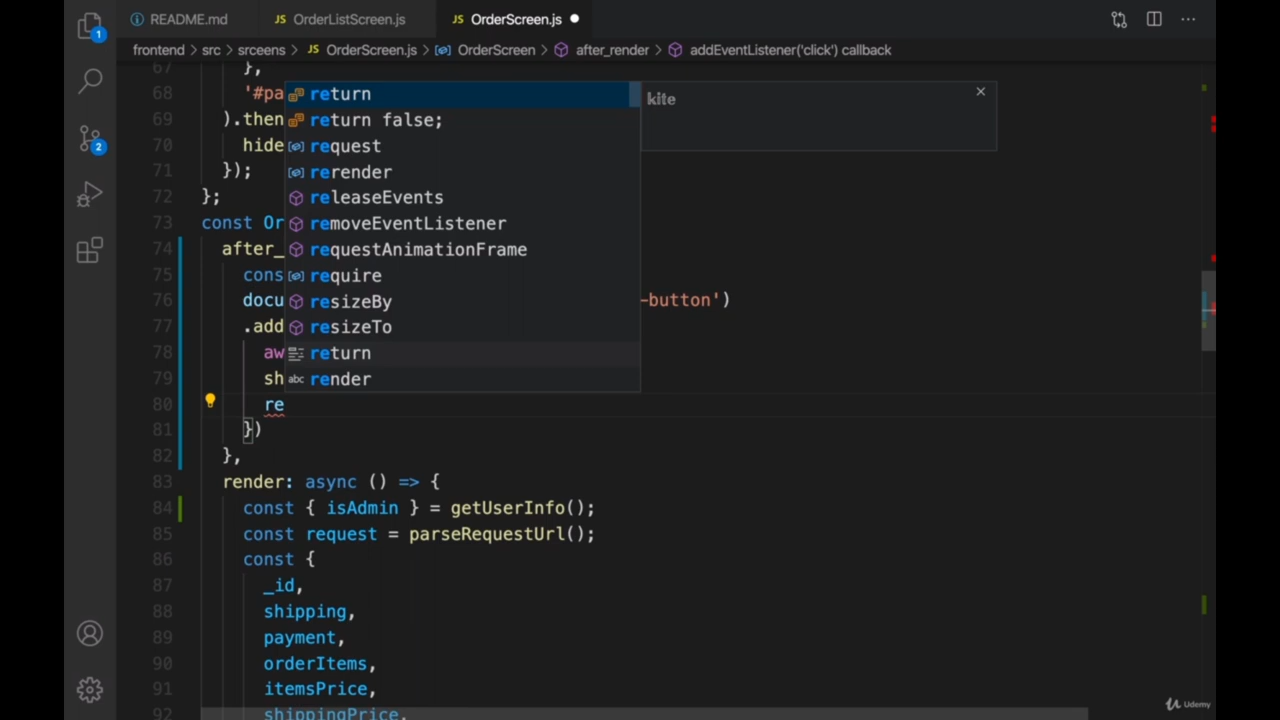 README.md
OrderListScreen.js
OrderScreen.js
frontend > src > srceens > JS OrderScreen.js > OrderScreen > after_render > addEventListener('click') callback
67 },
68 '#pa
69 ).then
70 hide
71 });
72 };
73 const Or
74 after_
75 cons
76 docu -button')
77 .add
78 aw
79 sh
80 re
81 })
82 },
83 render: async () => {
84 const { isAdmin } = getUserInfo();
85 const request = parseRequestUrl();
86 const {
87 _id,
88 shipping,
89 payment,
90 orderItems,
91 itemsPrice,
92 shippingPrice,
return
return false;
request
rerender
releaseEvents
removeEventListener
requestAnimationFrame
require
resizeBy
resizeTo
return
abc render
kite
1
2
Udemy